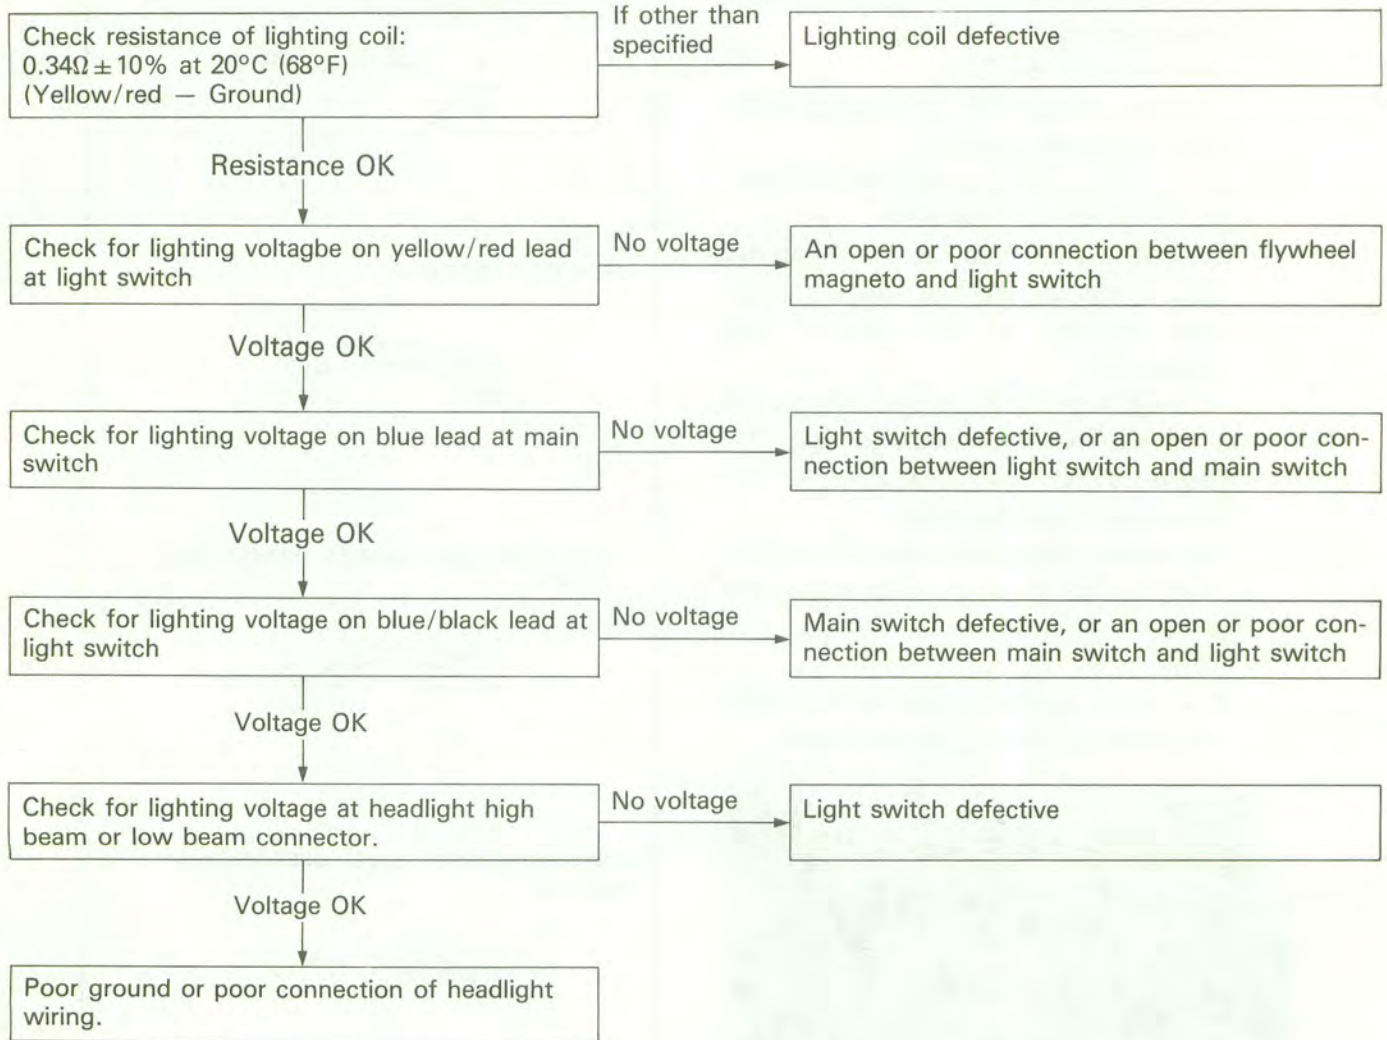 Check resistance of lighting coil:
0.34Ω ± 10% at 20°C (68°F)
(Yellow/red — Ground)
If other than
specified
Lighting coil defective
Resistance OK
Check for lighting voltagbe on yellow/red lead
at light switch
No voltage
An open or poor connection between flywheel
magneto and light switch
Voltage OK
Check for lighting voltage on blue lead at main
switch
No voltage
Light switch defective, or an open or poor con-
nection between light switch and main switch
Voltage OK
Check for lighting voltage on blue/black lead at
light switch
No voltage
Main switch defective, or an open or poor con-
nection between main switch and light switch
Voltage OK
Check for lighting voltage at headlight high
beam or low beam connector.
No voltage
Light switch defective
Voltage OK
Poor ground or poor connection of headlight
wiring.